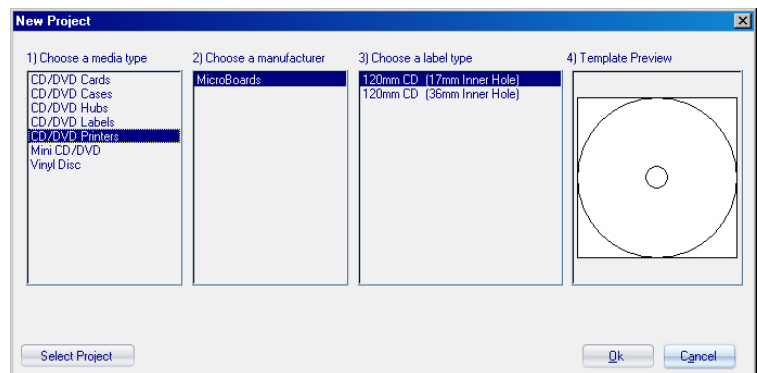 New Project
1) Choose a media type
2) Choose a manufacturer
3) Choose a label type
4) Template Preview
CD/DVD Cards
CD/DVD Cases
CD/DVD Hubs
CD/DVD Labels
CD/DVD Printers
Mini CD/DVD
Vinyl Disc
MicroBoards
120mm CD (17mm Inner Hole)
120mm CD (36mm Inner Hole)
Select Project
Ok
Cancel